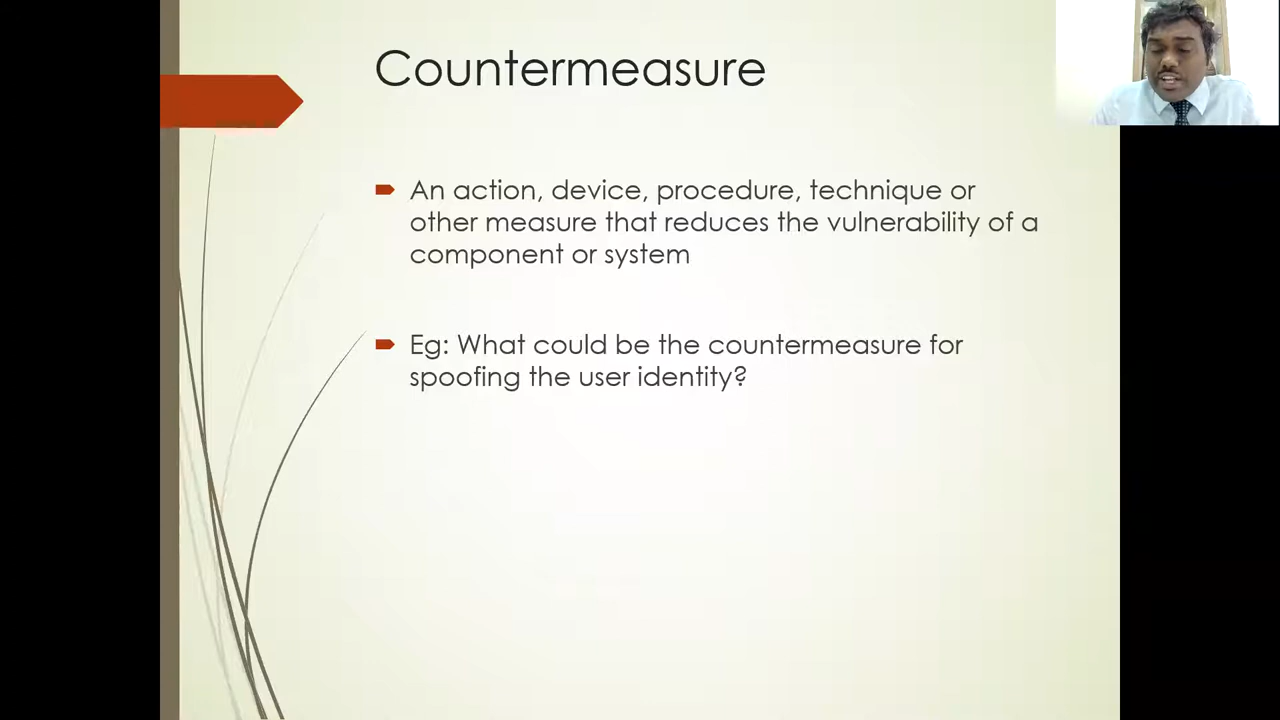 Countermeasure
An action, device, procedure, technique or
other measure that reduces the vulnerability of a
component or system
Eg: What could be the countermeasure for
spoofing the user identity?